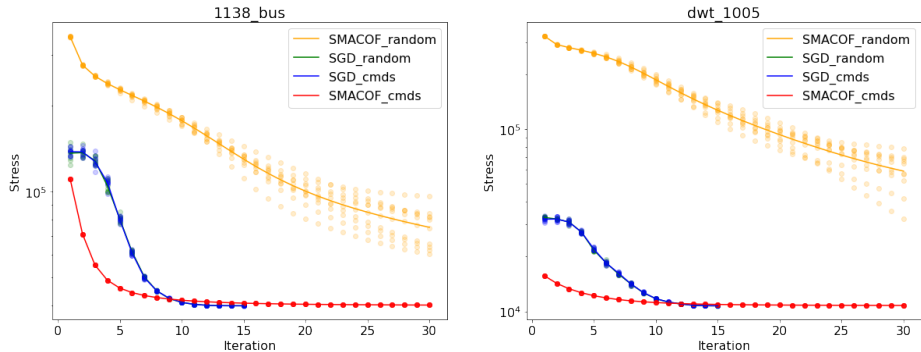 1138_bus
SMACOF_random
SGD_random
SGD_cmds
SMACOF_cmds
Stress
10^5
0 5 10 15 20 25 30
Iteration
dwt_1005
SMACOF_random
SGD_random
SGD_cmds
SMACOF_cmds
Stress
10^5
10^4
0 5 10 15 20 25 30
Iteration